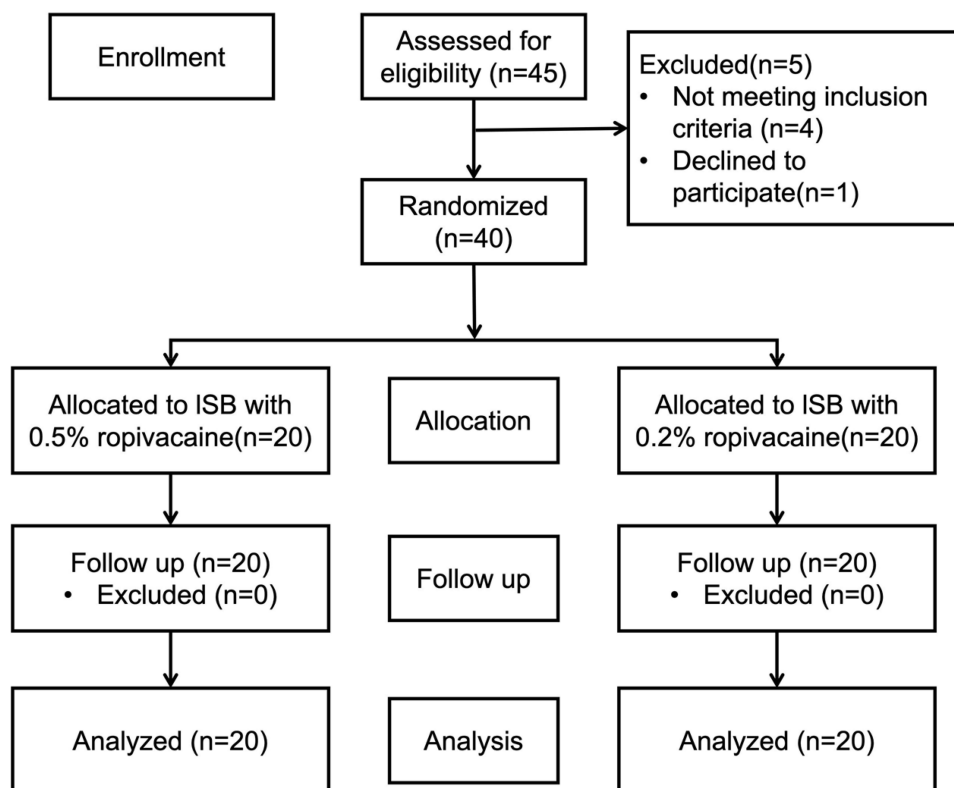 Enrollment
Assessed for
eligibility (n=45)
Excluded(n=5)
• Not meeting inclusion
criteria (n=4)
• Declined to
participate(n=1)
Randomized
(n=40)
Allocated to ISB with
0.5% ropivacaine(n=20)
Allocation
Allocated to ISB with
0.2% ropivacaine(n=20)
Follow up (n=20)
• Excluded (n=0)
Follow up
Follow up (n=20)
• Excluded (n=0)
Analyzed (n=20)
Analysis
Analyzed (n=20)